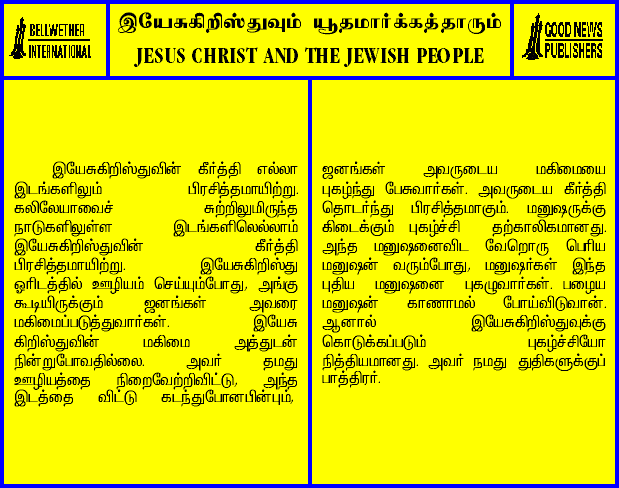 BELLWETHER
INTERNATIONAL
இயேசுகிறிஸ்துவும் யூதமார்க்கத்தாரும்
JESUS CHRIST AND THE JEWISH PEOPLE
GOOD NEWS
PUBLISHERS
இயேசுகிறிஸ்துவின் கீர்த்தி எல்லா
இடங்களிலும் பிரசித்தமாயிற்று.
கலிலேயாவைச் சுற்றிலுமிருந்த
நாடுகளிலுள்ள இடங்களிலெல்லாம்
இயேசுகிறிஸ்துவின் கீர்த்தி
பிரசித்தமாயிற்று. இயேசுகிறிஸ்து
ஓரிடத்தில் ஊழியம் செய்யும்போது, அங்கு
கூடியிருக்கும் ஜனங்கள் அவரை
மகிமைப்படுத்துவார்கள். இயேசு
கிறிஸ்துவின் மகிமை அத்துடன்
நின்றுபோவதில்லை. அவர் தமது
ஊழியத்தை நிறைவேற்றிவிட்டு, அந்த
இடத்தை விட்டு கடந்துபோனபின்பும்,
ஜனங்கள் அவருடைய மகிமையை
புகழ்ந்து பேசுவார்கள். அவருடைய கீர்த்தி
தொடர்ந்து பிரசித்தமாகும். மனுஷருக்கு
கிடைக்கும் புகழ்ச்சி தற்காலிகமானது.
அந்த மனுஷனைவிட வேறொரு பெரிய
மனுஷன் வரும்போது, மனுஷர்கள் இந்த
புதிய மனுஷனை புகழுவார்கள். பழைய
மனுஷன் காணாமல் போய்விடுவான்.
ஆனால் இயேசுகிறிஸ்துவுக்கு
கொடுக்கப்படும் புகழ்ச்சியோ
நித்தியமானது. அவர் நமது துதிகளுக்குப்
பாத்திரர்.